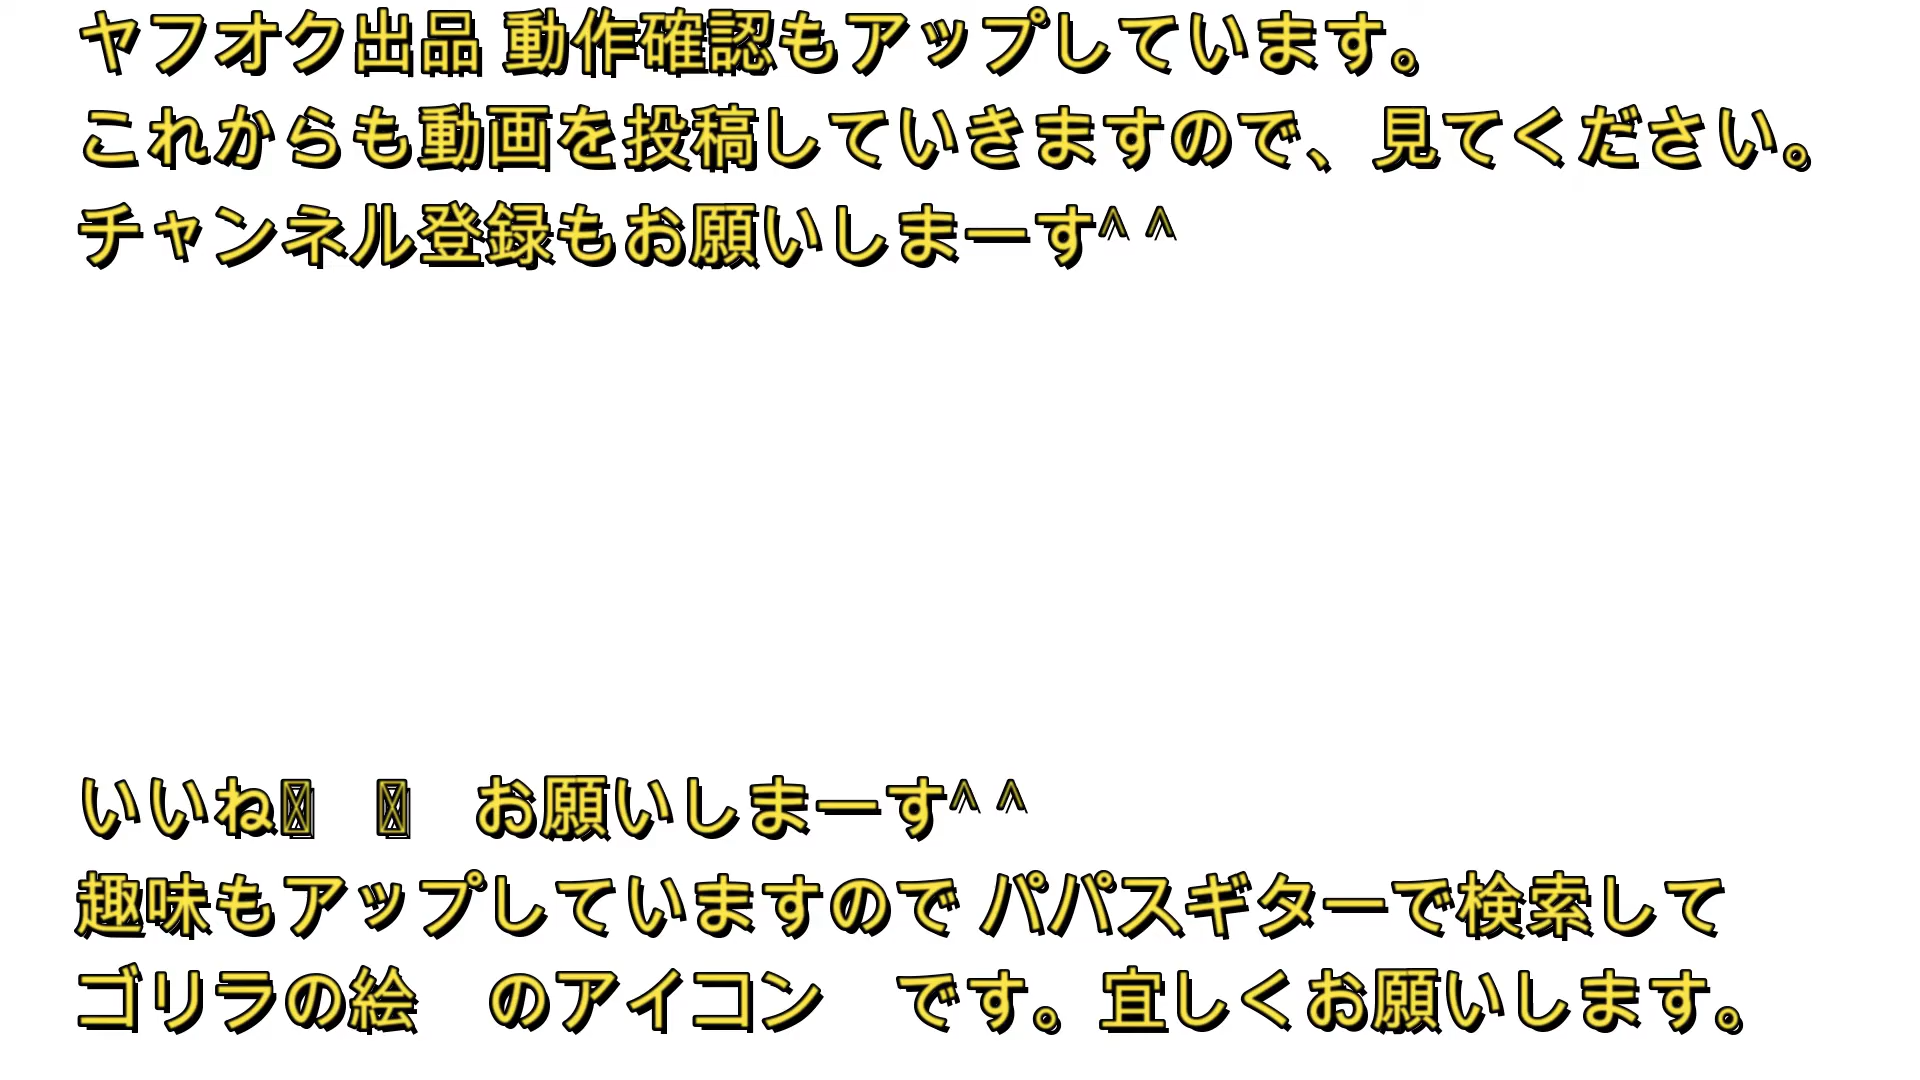 ヤフオク出品 動作確認もアップしています。
これからも動画を投稿していきますので、見てください。
チャンネル登録もお願いしまーす^ ^
いいね　　お願いしまーす^ ^
趣味もアップしていますので パパスギターで検索して
ゴリラの絵　のアイコン　です。宜しくお願いします。